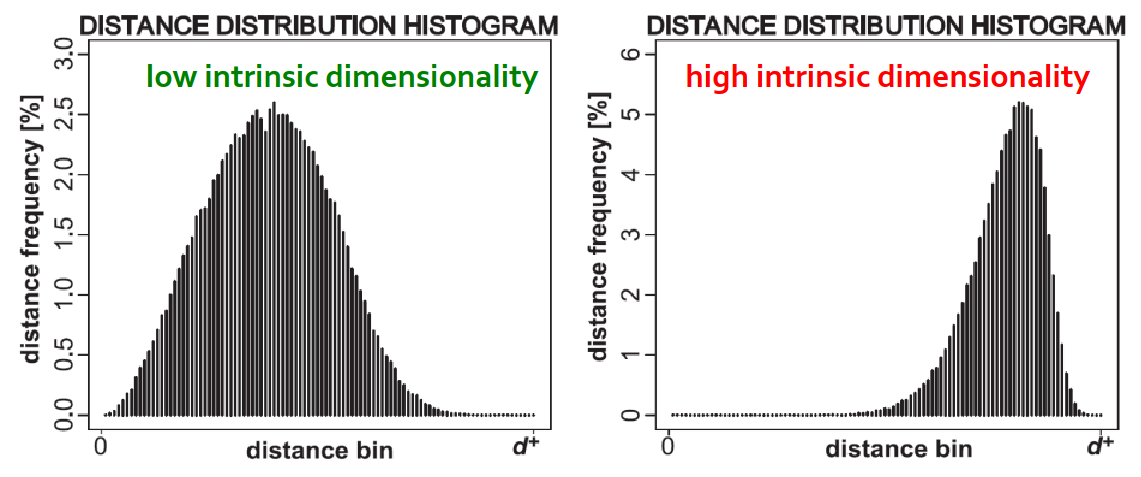 DISTANCE DISTRIBUTION HISTOGRAM
low intrinsic dimensionality
distance frequency [%]
3.0
2.5
2.0
1.5
1.0
0.5
0.0
0
distance bin
d+
DISTANCE DISTRIBUTION HISTOGRAM
high intrinsic dimensionality
distance frequency [%]
6
5
4
3
2
1
0
0
distance bin
d+